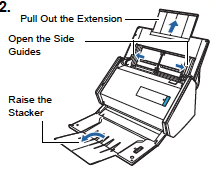 2.
Pull Out the Extension
Open the Side
Guides
Raise the
Stacker